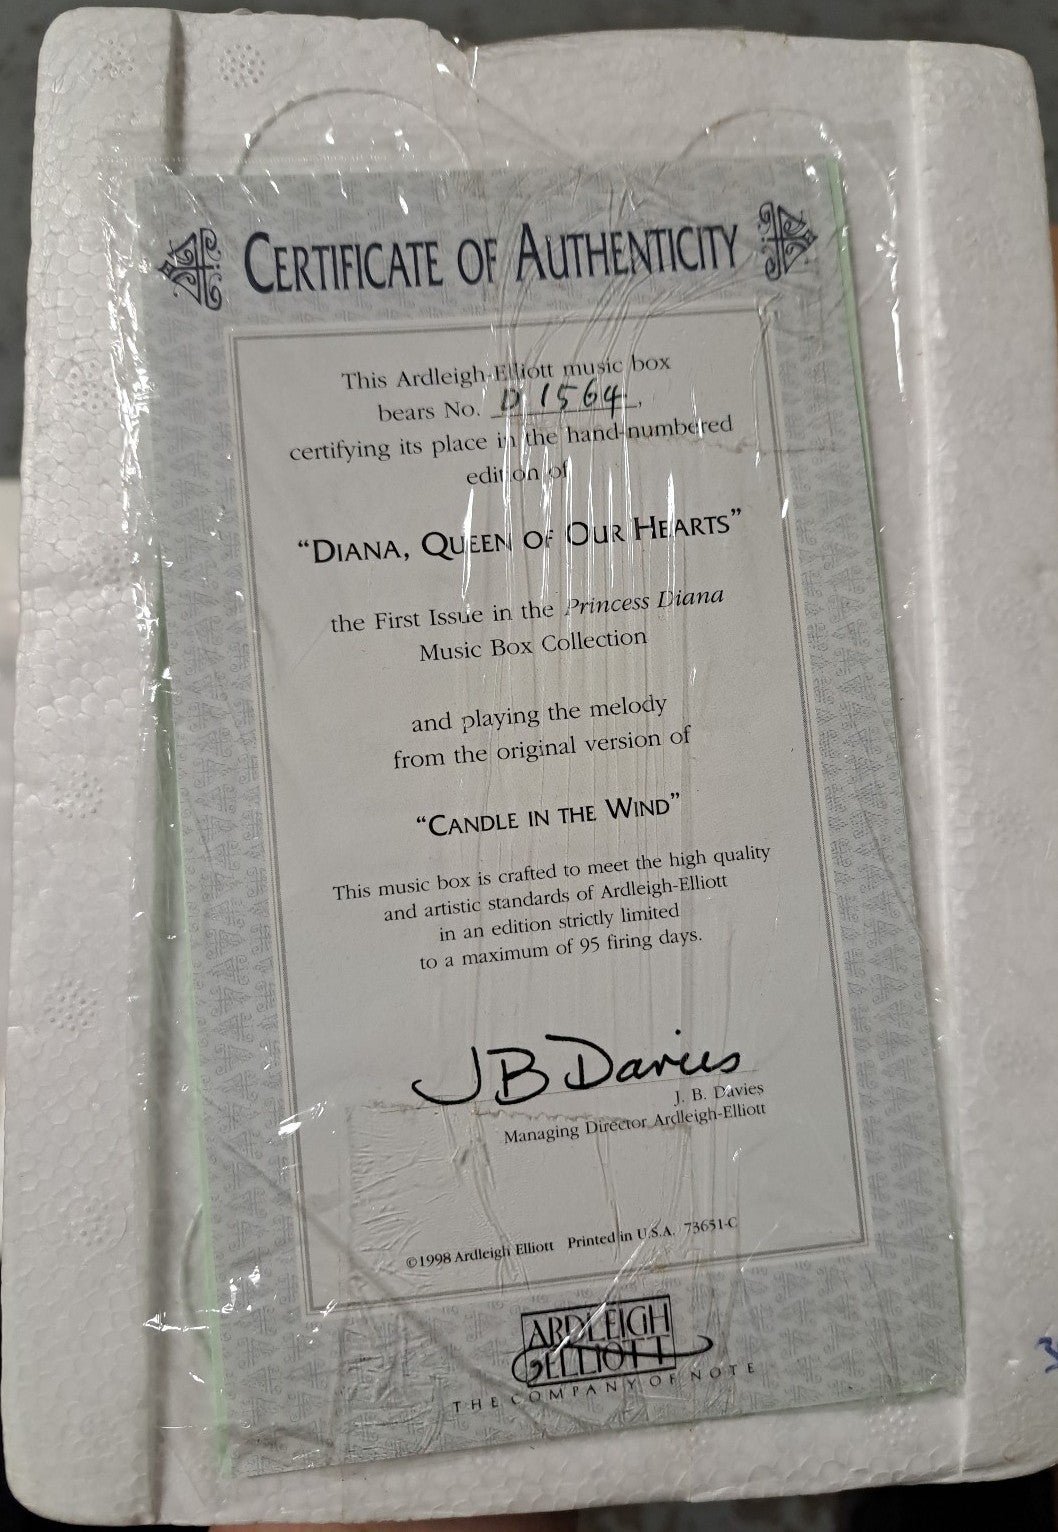 CERTIFICATE OF AUTHENTICITY
This Ardleigh-Elliott music box
bears No. D1564,
certifying its place in the hand-numbered
edition of
“DIANA, QUEEN OF OUR HEARTS”
the First Issue in the Princess Diana
Music Box Collection
and playing the melody
from the original version of
“CANDLE IN THE WIND”
This music box is crafted to meet the high quality
and artistic standards of Ardleigh-Elliott
in an edition strictly limited
to a maximum of 95 firing days.
JB Davies
J. B. Davies
Managing Director Ardleigh-Elliott
©1998 Ardleigh Elliott Printed in U.S.A. 73651-C
ARDLEIGH
ELLIOTT
THE COMPANY OF NOTE
3